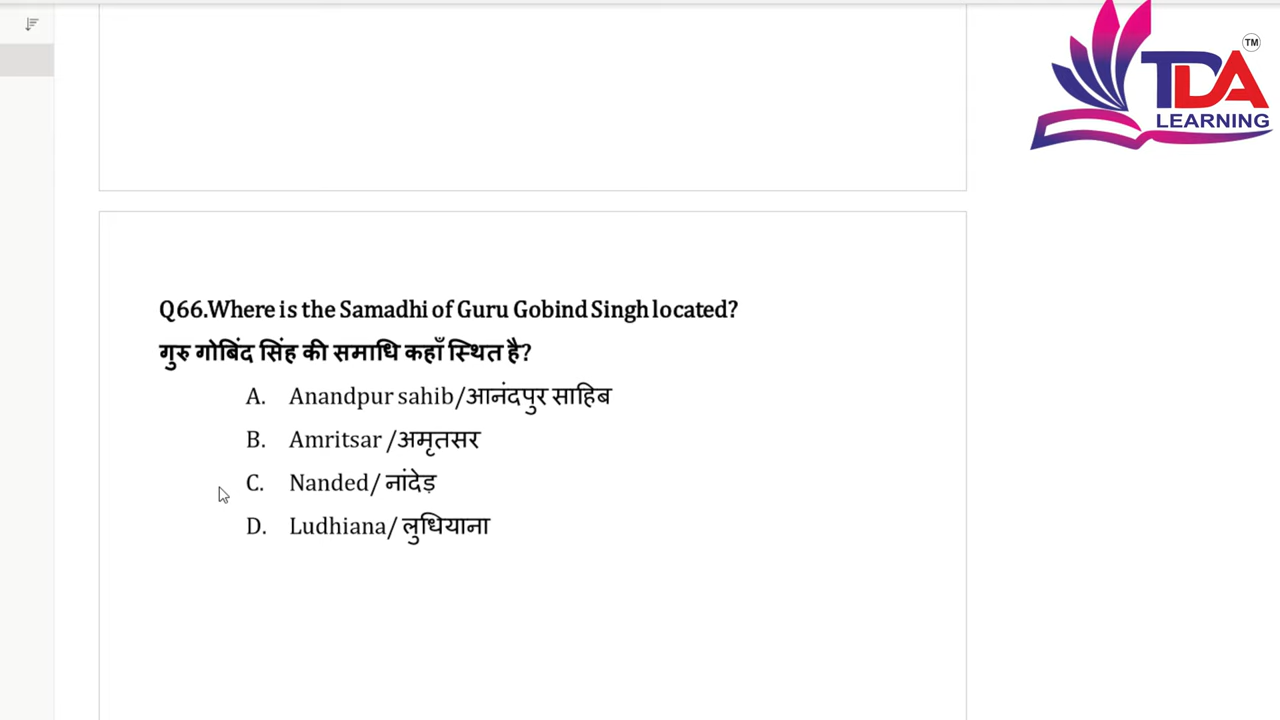 TDA
TM
LEARNING
Q66.Where is the Samadhi of Guru Gobind Singh located?
गुरु गोबिंद सिंह की समाधि कहाँ स्थित है?
A. Anandpur sahib/आनंदपुर साहिब
B. Amritsar /अमृतसर
C. Nanded/ नांदेड़
D. Ludhiana/ लुधियाना